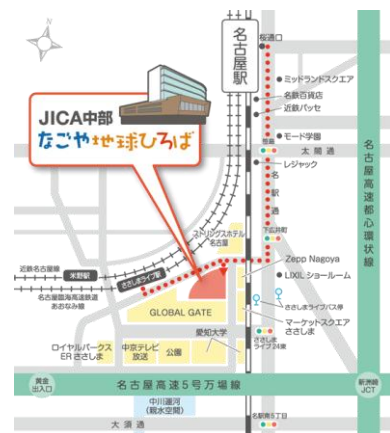 名古屋駅
桜通口
ミッドランドスクエア
名鉄百貨店
近鉄パッセ
モード学園
笹島
太閤通
レジャック
名駅通
下広井町
JICA中部
なごや地球ひろば
ストリングスホテル
名古屋
Zepp Nagoya
LIXILショールーム
近鉄名古屋線
米野駅
ささしまライブ駅
名古屋臨海高速鉄道
あおなみ線
ささしまライブバス停
GLOBAL GATE
マーケットスクエア
ささしま
愛知大学
ささしま
ライブ24東
ロイヤルパークス
ER ささしま
中京テレビ
放送
公園
黄金
出入口
名古屋高速5号万場線
新洲崎
JCT
名古屋高速都心環状線
中川運河
(親水空間)
大須通
名駅南5丁目